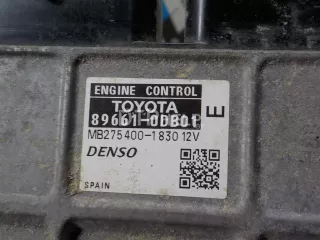 ENGINE CONTROL
TOYOTA
89661-0DB01
E
MB275400-1830 12V
DENSO
SPAIN